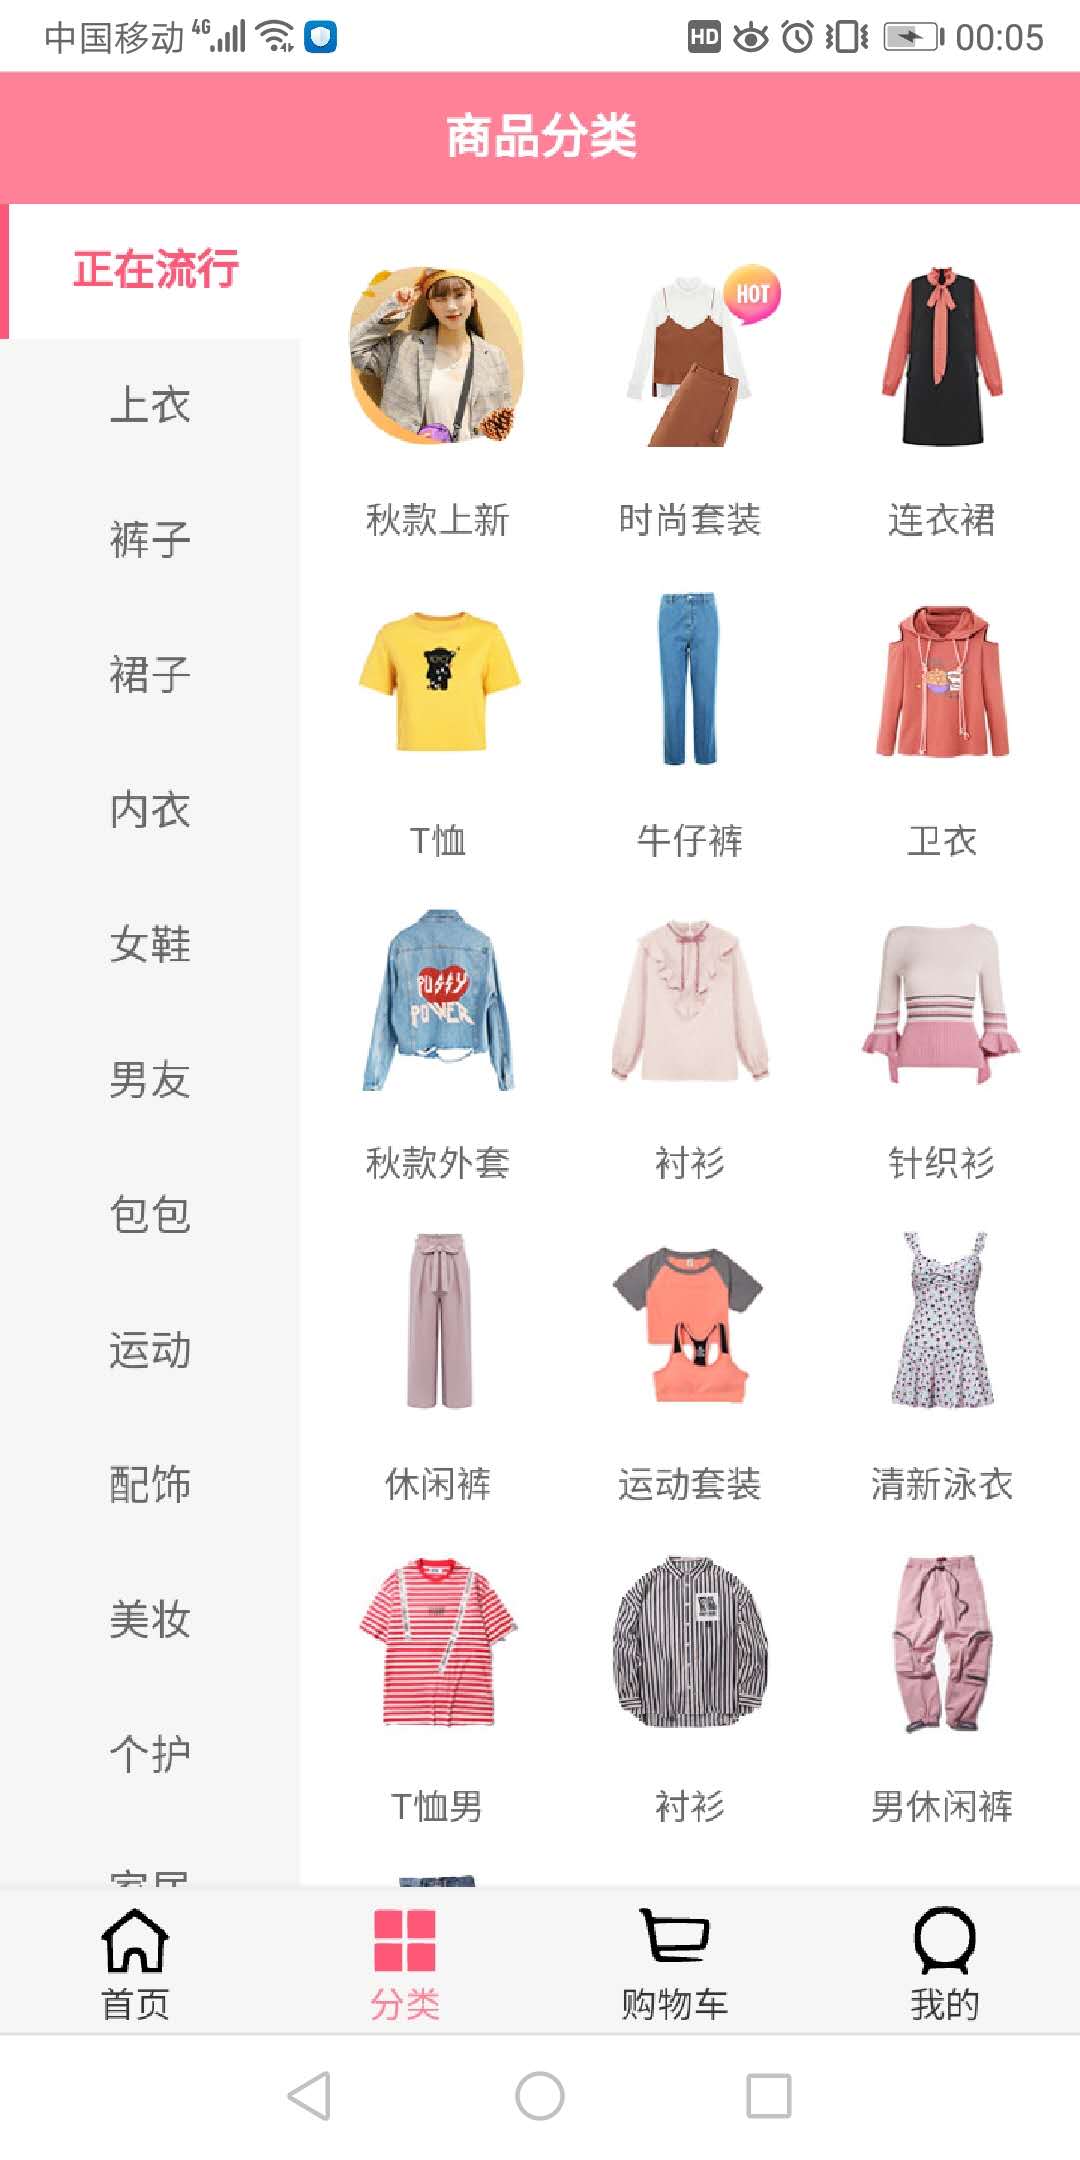 中国移动 4G HD 00:05
商品分类
正在流行
上衣
裤子
裙子
内衣
女鞋
男友
包包
运动
配饰
美妆
个护
家居
HOT
秋款上新 时尚套装 连衣裙
T恤 牛仔裤 卫衣
PUSSY
POWER
秋款外套 衬衫 针织衫
休闲裤 运动套装 清新泳衣
T恤男 衬衫 男休闲裤
首页 分类 购物车 我的